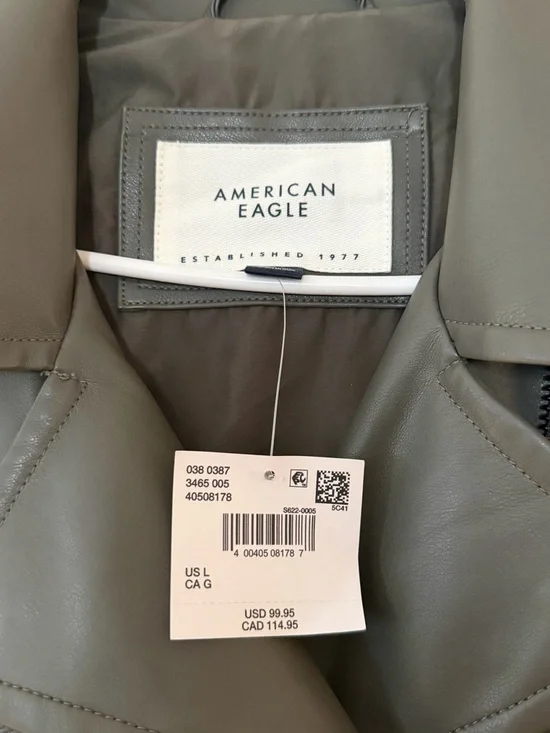 AMERICAN
EAGLE
ESTABLISHED 1977
038 0387
3465 005
40508178
5C41
S622-0005
4 00405 08178 7
US L
CA G
USD 99.95
CAD 114.95